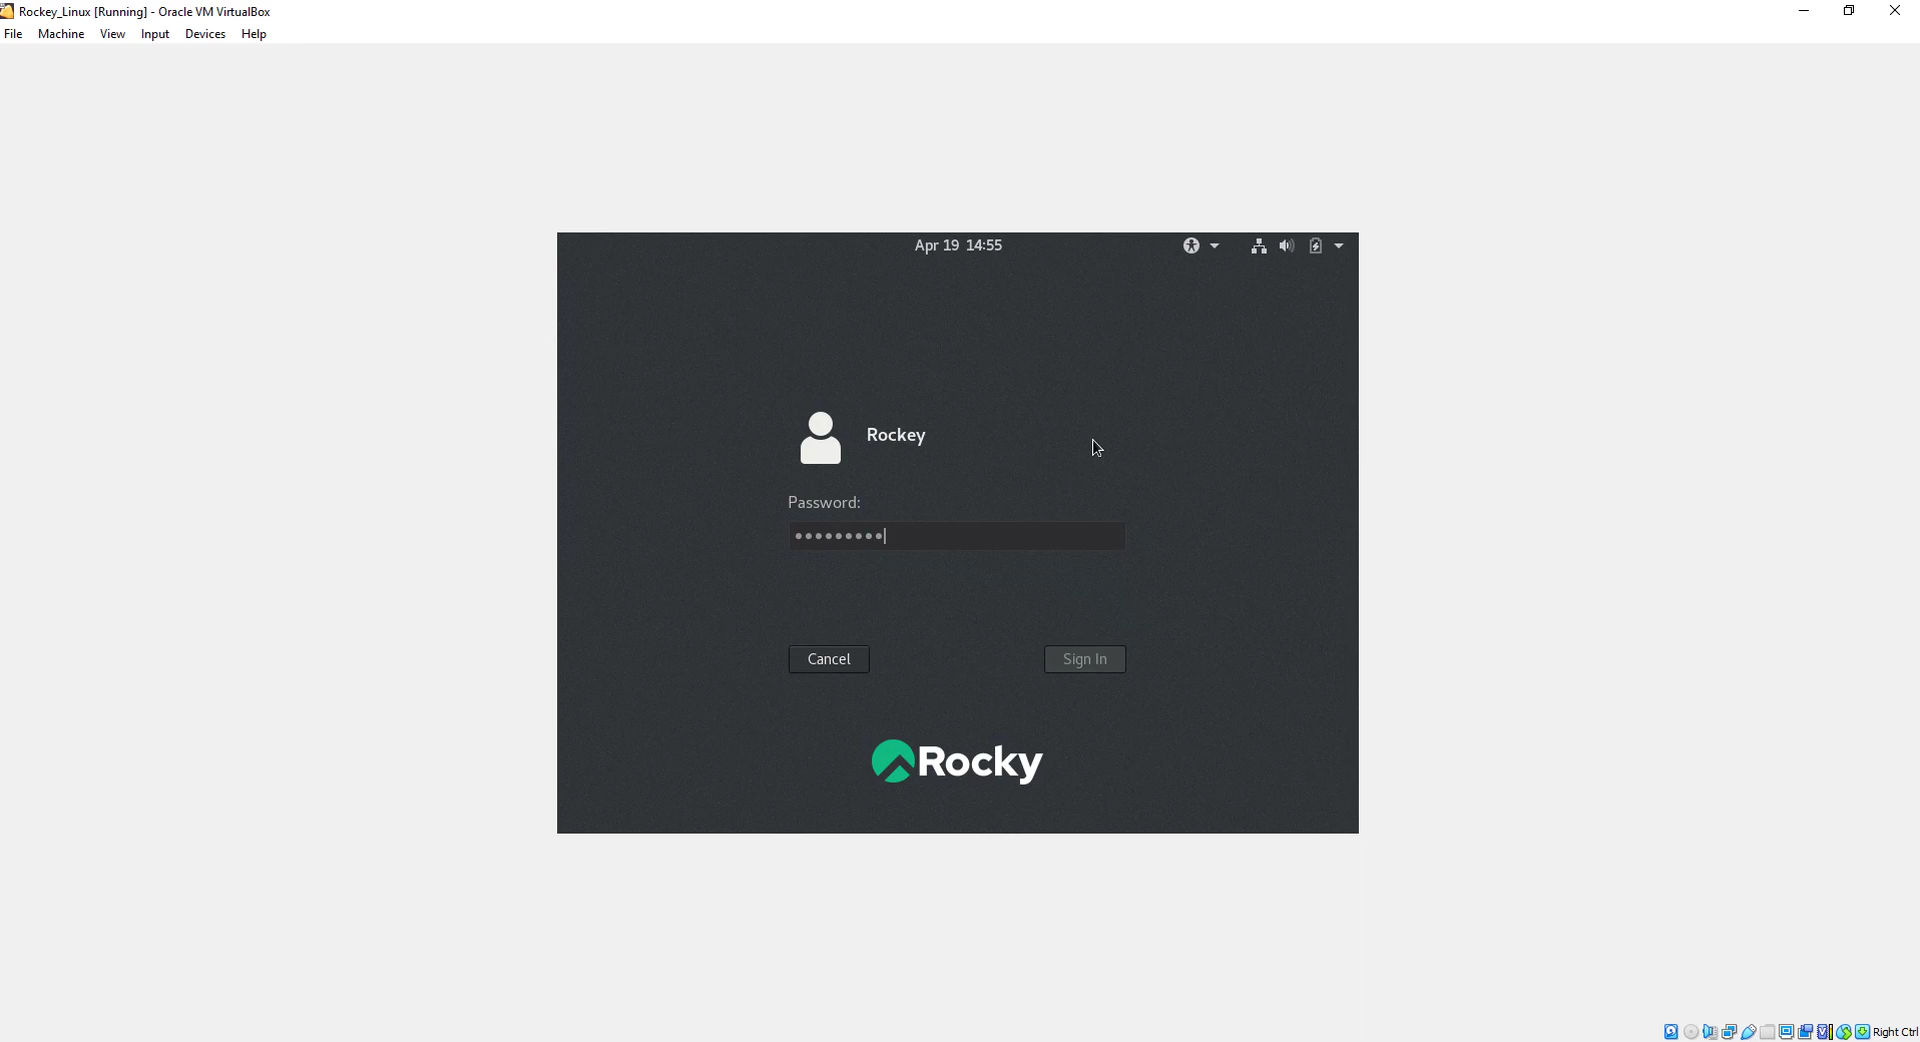 Rockey_Linux [Running] - Oracle VM VirtualBox
File Machine View Input Devices Help
Apr 19 14:55
Rockey
Password:
•••••••••
Cancel Sign In
Rocky
Right Ctrl